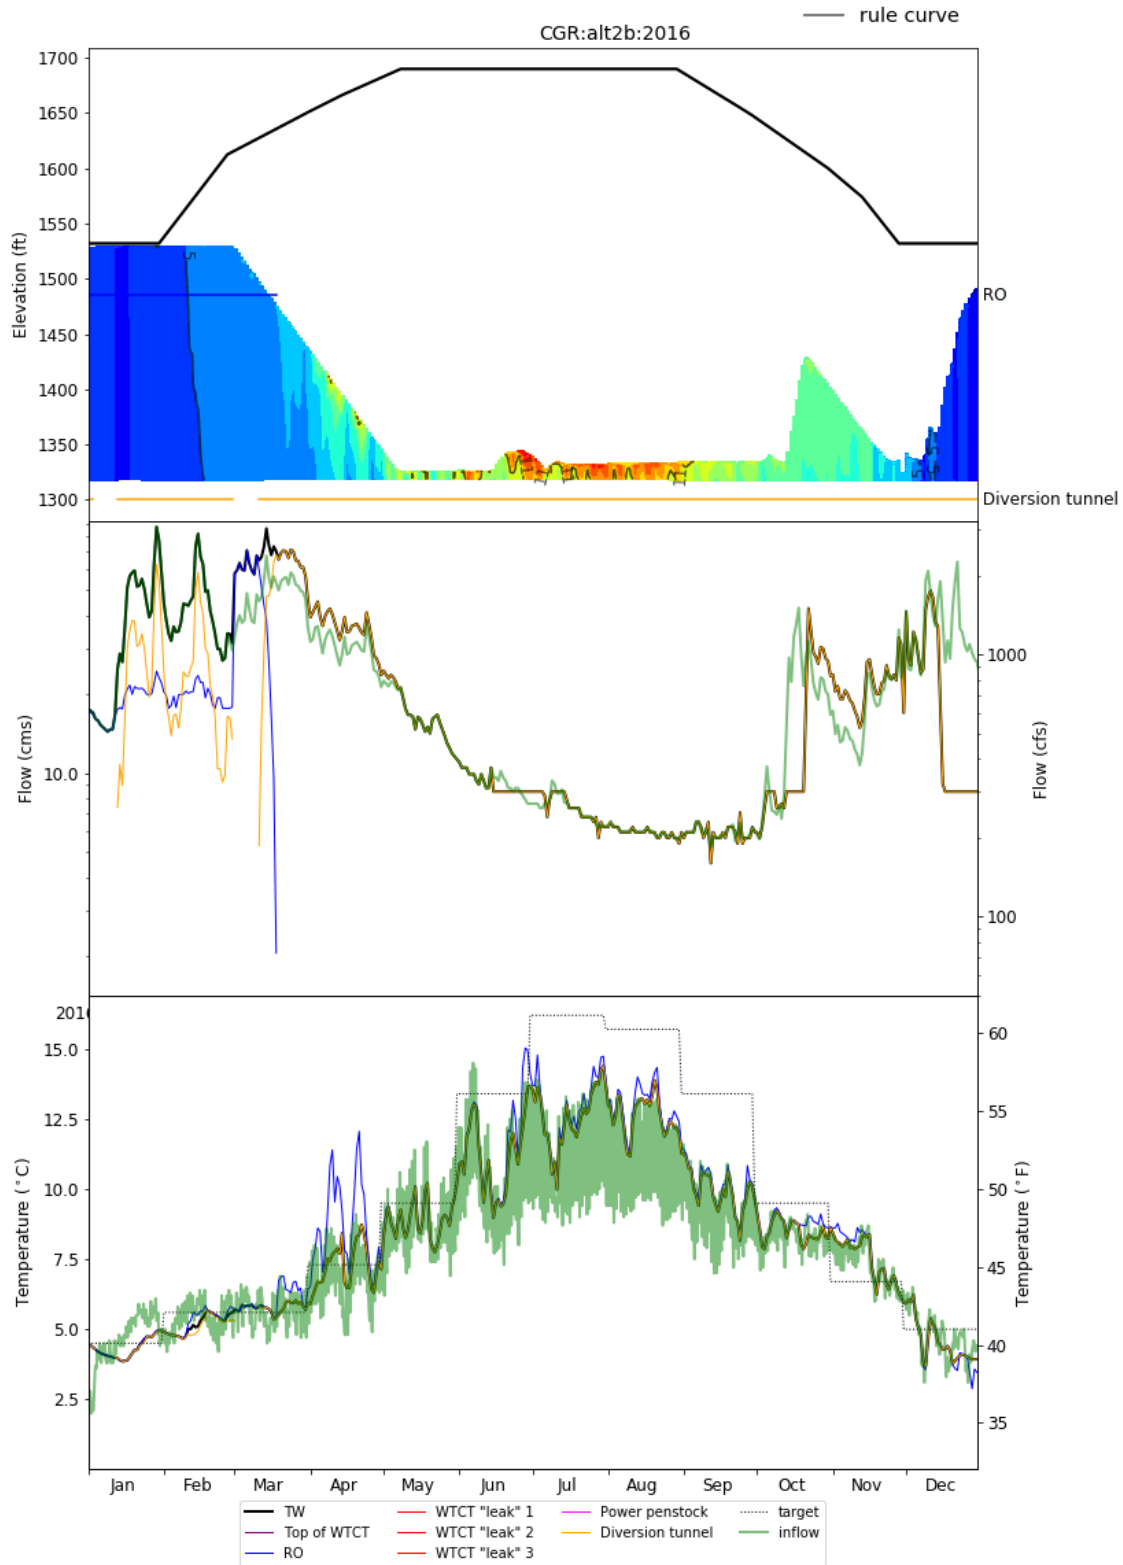 rule curve
CGR:alt2b:2016
1700
1650
1600
1550
1500
1450
1400
1350
1300
Elevation (ft)
RO
Diversion tunnel
5
10.0
Flow (cms)
1000
100
Flow (cfs)
201
15.0
12.5
10.0
7.5
5.0
2.5
Temperature (°C)
60
55
50
45
40
35
Temperature (°F)
Jan Feb Mar Apr May Jun Jul Aug Sep Oct Nov Dec
TW WTCT "leak" 1 Power penstock target
Top of WTCT WTCT "leak" 2 Diversion tunnel inflow
RO WTCT "leak" 3